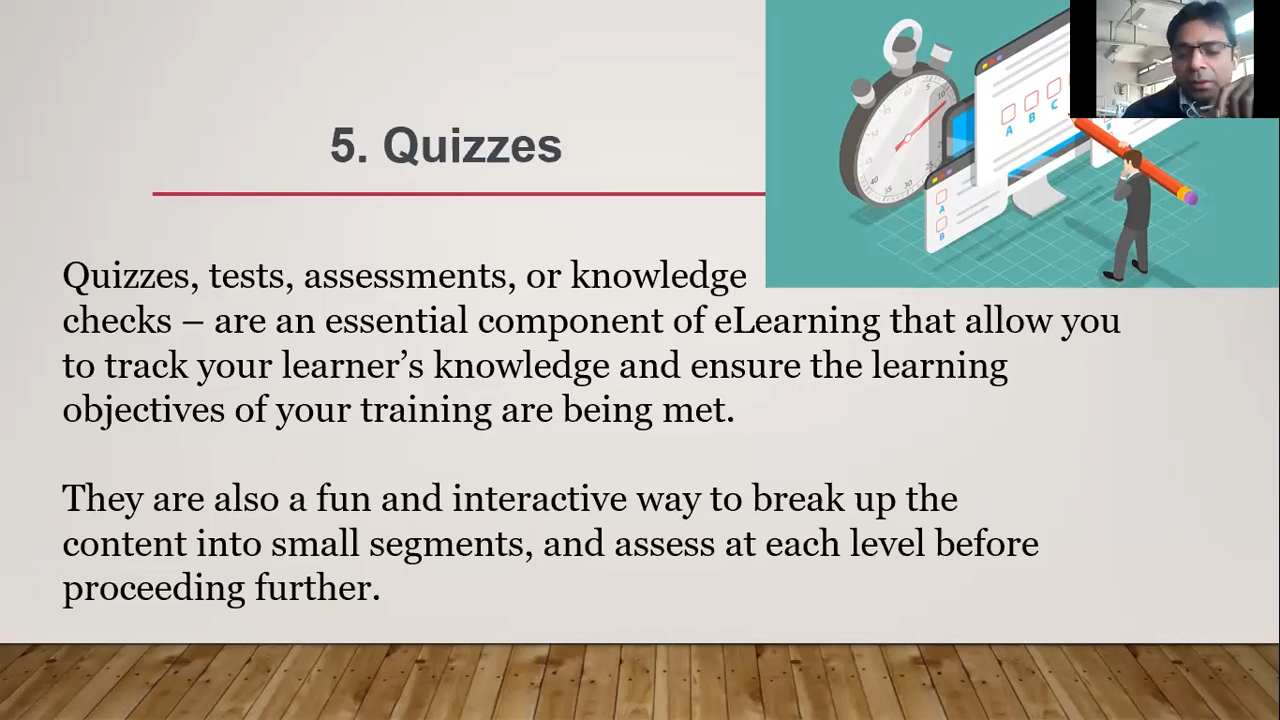 5. Quizzes
Quizzes, tests, assessments, or knowledge
checks – are an essential component of eLearning that allow you
to track your learner’s knowledge and ensure the learning
objectives of your training are being met.
They are also a fun and interactive way to break up the
content into small segments, and assess at each level before
proceeding further.
A
B
C
A
B
B